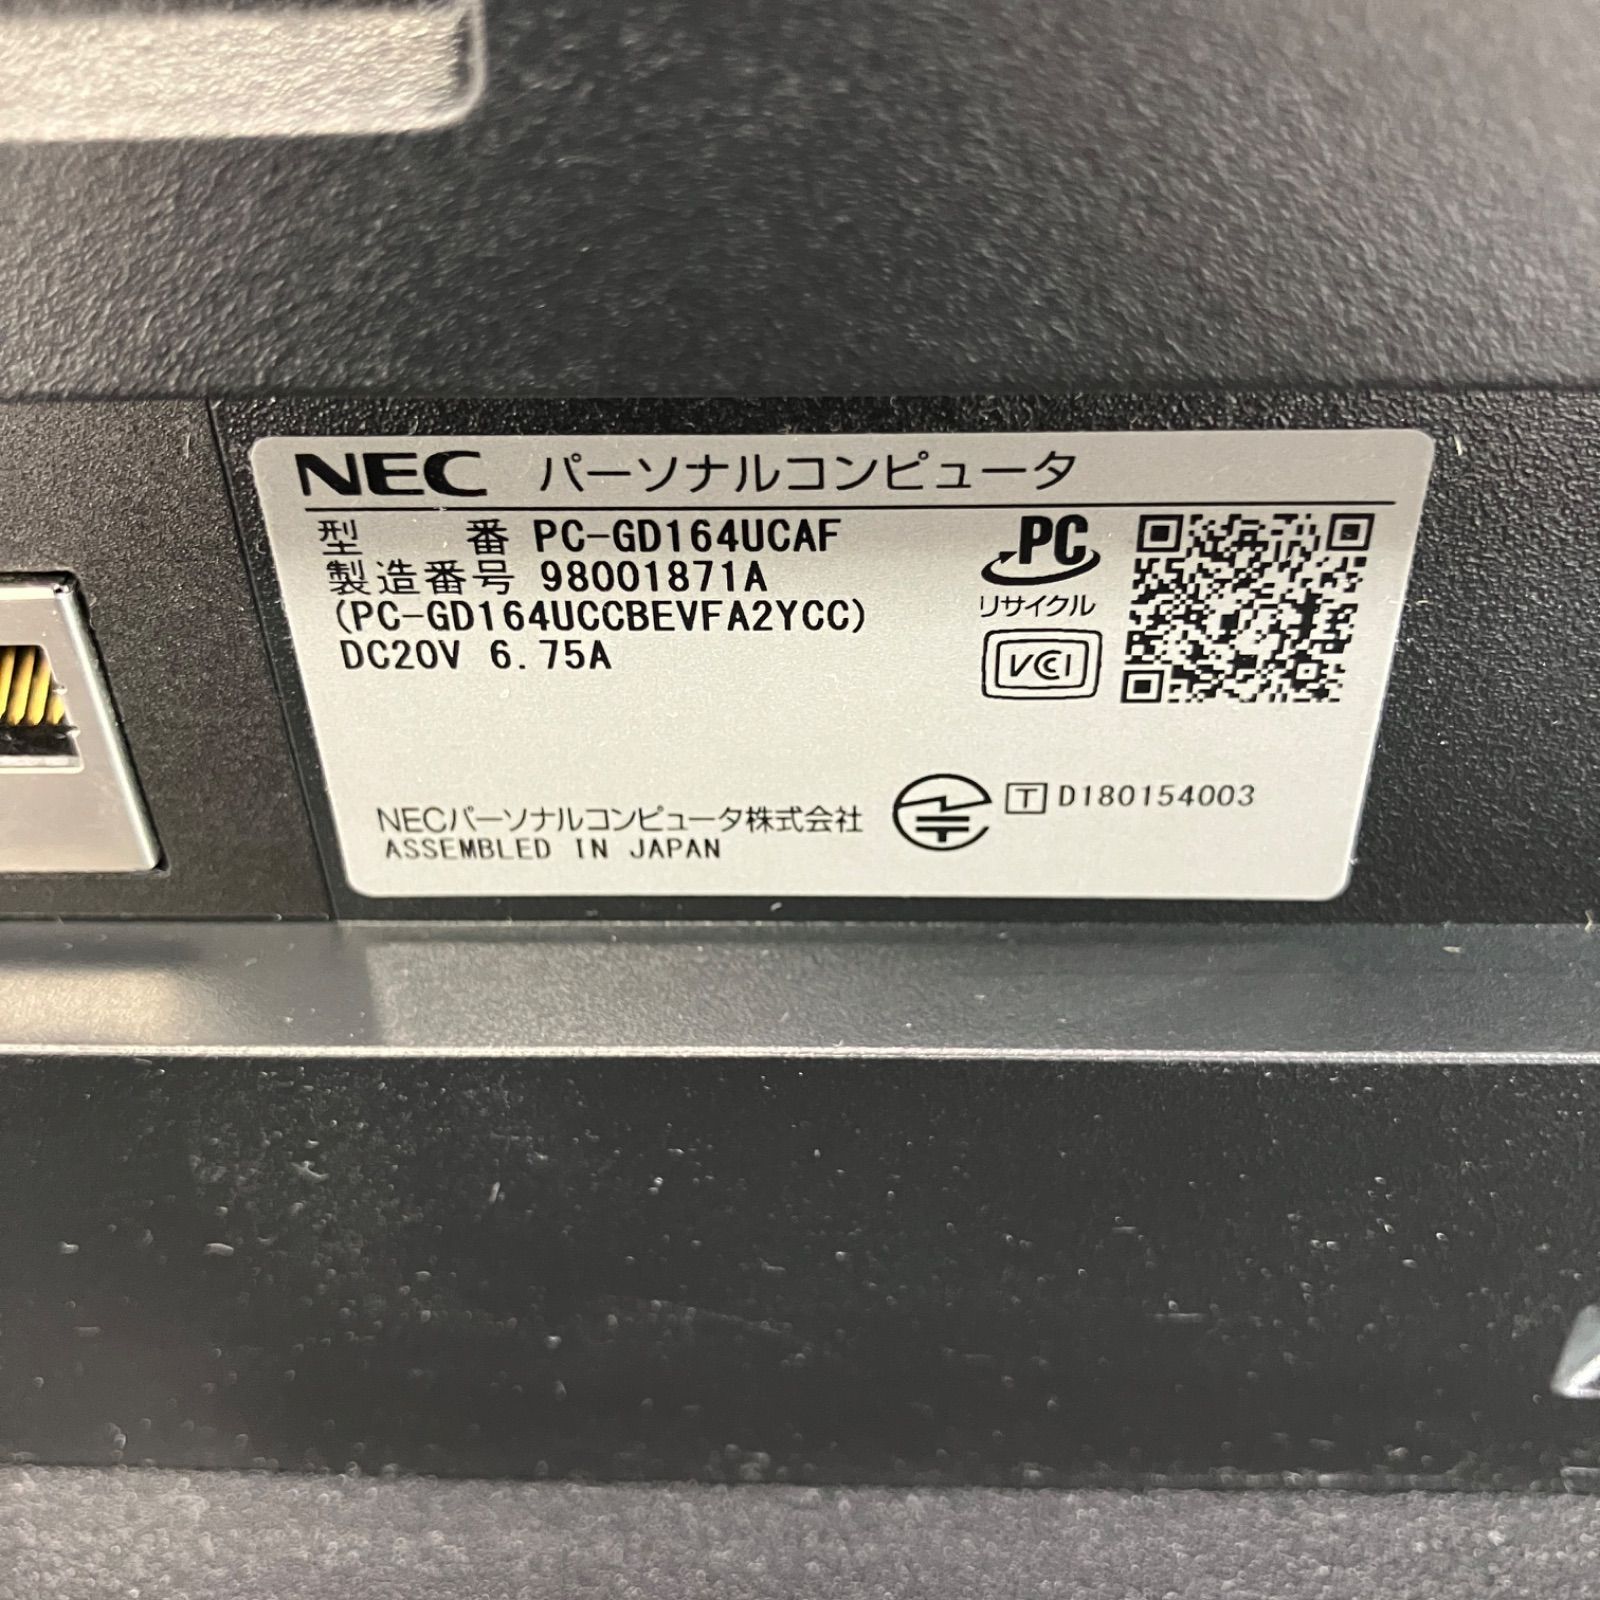 NEC パーソナルコンピュータ
型 番 PC-GD164UCAF
製造番号 98001871A
(PC-GD164UCCBEVFA2YCC)
DC20V 6.75A
PC
リサイクル
VCCI
NECパーソナルコンピュータ株式会社
ASSEMBLED IN JAPAN
T D180154003